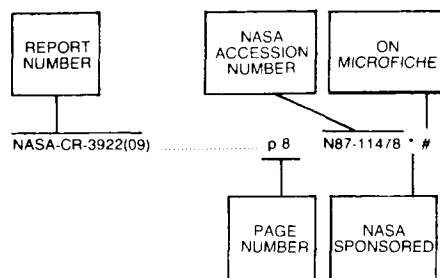 REPORT
NUMBER
NASA
ACCESSION
NUMBER
ON
MICROFICHE
NASA-CR-3922(09) .................... p 8 N87-11478 * #
PAGE
NUMBER
NASA
SPONSORED